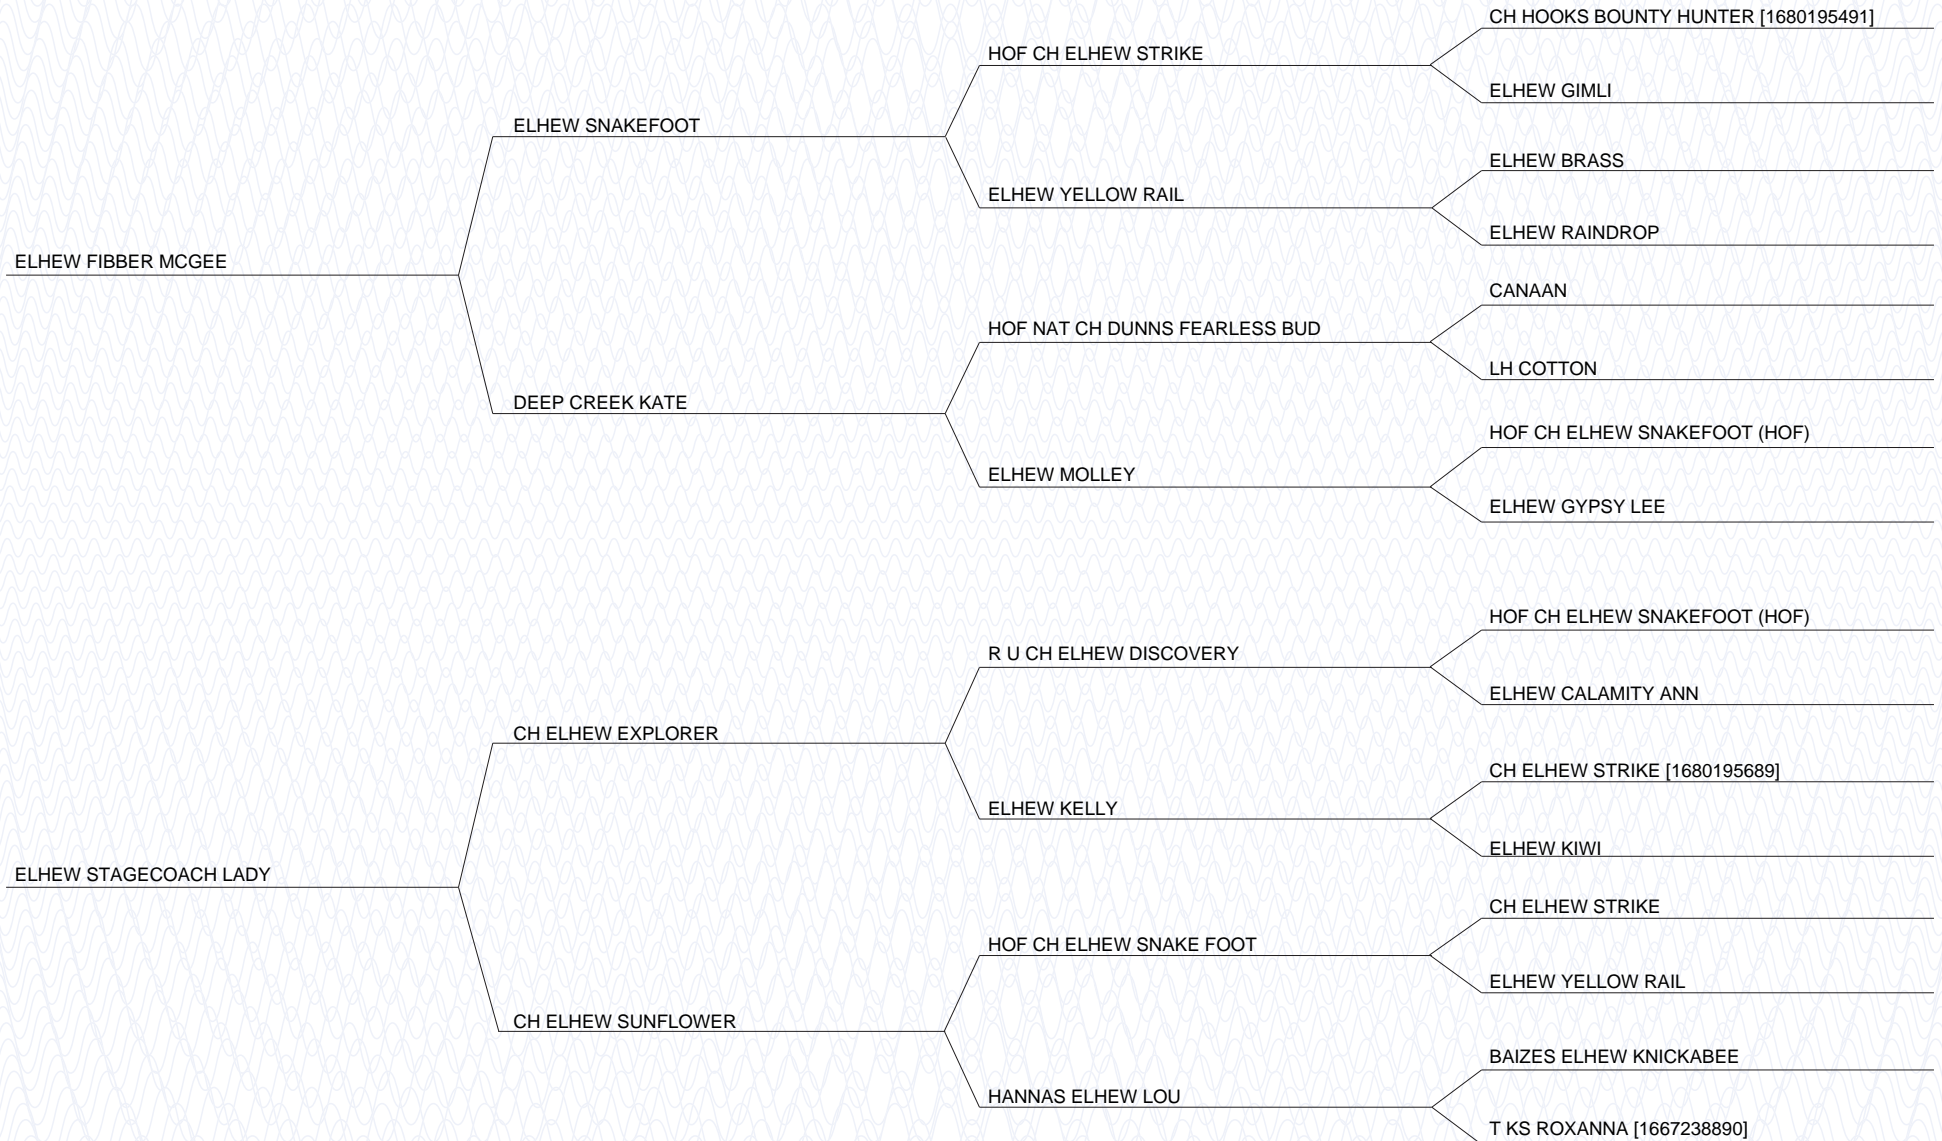 CH HOOKS BOUNTY HUNTER [1680195491]
HOF CH ELHEW STRIKE
ELHEW GIMLI
ELHEW SNAKEFOOT
ELHEW BRASS
ELHEW YELLOW RAIL
ELHEW RAINDROP
ELHEW FIBBER MCGEE
CANAAN
HOF NAT CH DUNNS FEARLESS BUD
LH COTTON
DEEP CREEK KATE
HOF CH ELHEW SNAKEFOOT (HOF)
ELHEW MOLLEY
ELHEW GYPSY LEE
HOF CH ELHEW SNAKEFOOT (HOF)
R U CH ELHEW DISCOVERY
ELHEW CALAMITY ANN
CH ELHEW EXPLORER
CH ELHEW STRIKE [1680195689]
ELHEW KELLY
ELHEW KIWI
ELHEW STAGECOACH LADY
CH ELHEW STRIKE
HOF CH ELHEW SNAKE FOOT
ELHEW YELLOW RAIL
CH ELHEW SUNFLOWER
BAIZES ELHEW KNICKABEE
HANNAS ELHEW LOU
T KS ROXANNA [1667238890]